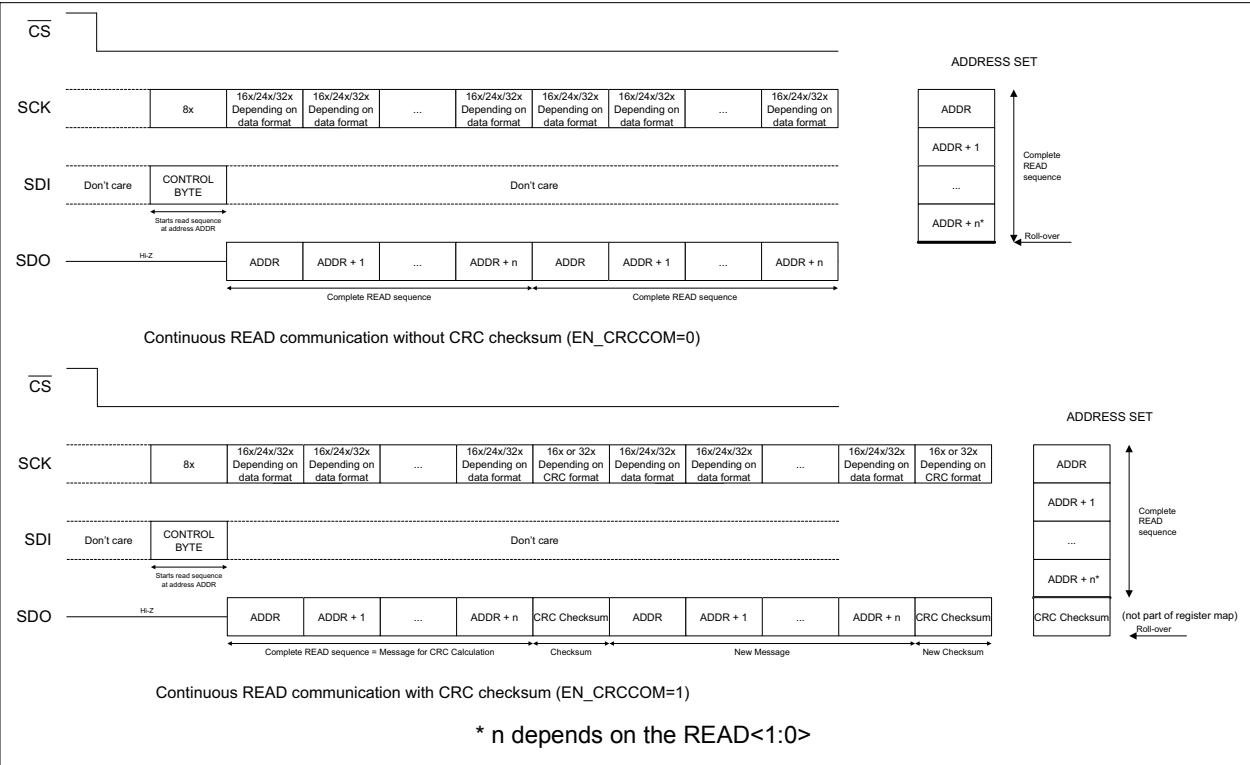 CS
ADDRESS SET
SCK
8x
16x/24x/32x
Depending on
data format
16x/24x/32x
Depending on
data format
...
16x/24x/32x
Depending on
data format
16x/24x/32x
Depending on
data format
16x/24x/32x
Depending on
data format
...
16x/24x/32x
Depending on
data format
ADDR
ADDR + 1
...
ADDR + n*
Complete
READ
sequence
Roll-over
SDI
Don't care
CONTROL
BYTE
Don't care
Starts read sequence
at address ADDR
SDO
Hi-Z
ADDR
ADDR + 1
...
ADDR + n
ADDR
ADDR + 1
...
ADDR + n
Complete READ sequence
Complete READ sequence
Continuous READ communication without CRC checksum (EN_CRCCOM=0)
CS
ADDRESS SET
SCK
8x
16x/24x/32x
Depending on
data format
16x/24x/32x
Depending on
data format
...
16x/24x/32x
Depending on
data format
16x or 32x
Depending on
CRC format
16x/24x/32x
Depending on
data format
16x/24x/32x
Depending on
data format
...
16x/24x/32x
Depending on
data format
16x or 32x
Depending on
CRC format
ADDR
ADDR + 1
...
ADDR + n*
CRC Checksum
Complete
READ
sequence
(not part of register map)
Roll-over
SDI
Don't care
CONTROL
BYTE
Don't care
Starts read sequence
at address ADDR
SDO
Hi-Z
ADDR
ADDR + 1
...
ADDR + n
CRC Checksum
ADDR
ADDR + 1
...
ADDR + n
CRC Checksum
Complete READ sequence = Message for CRC Calculation
Checksum
New Message
New Checksum
Continuous READ communication with CRC checksum (EN_CRCCOM=1)
* n depends on the READ<1:0>